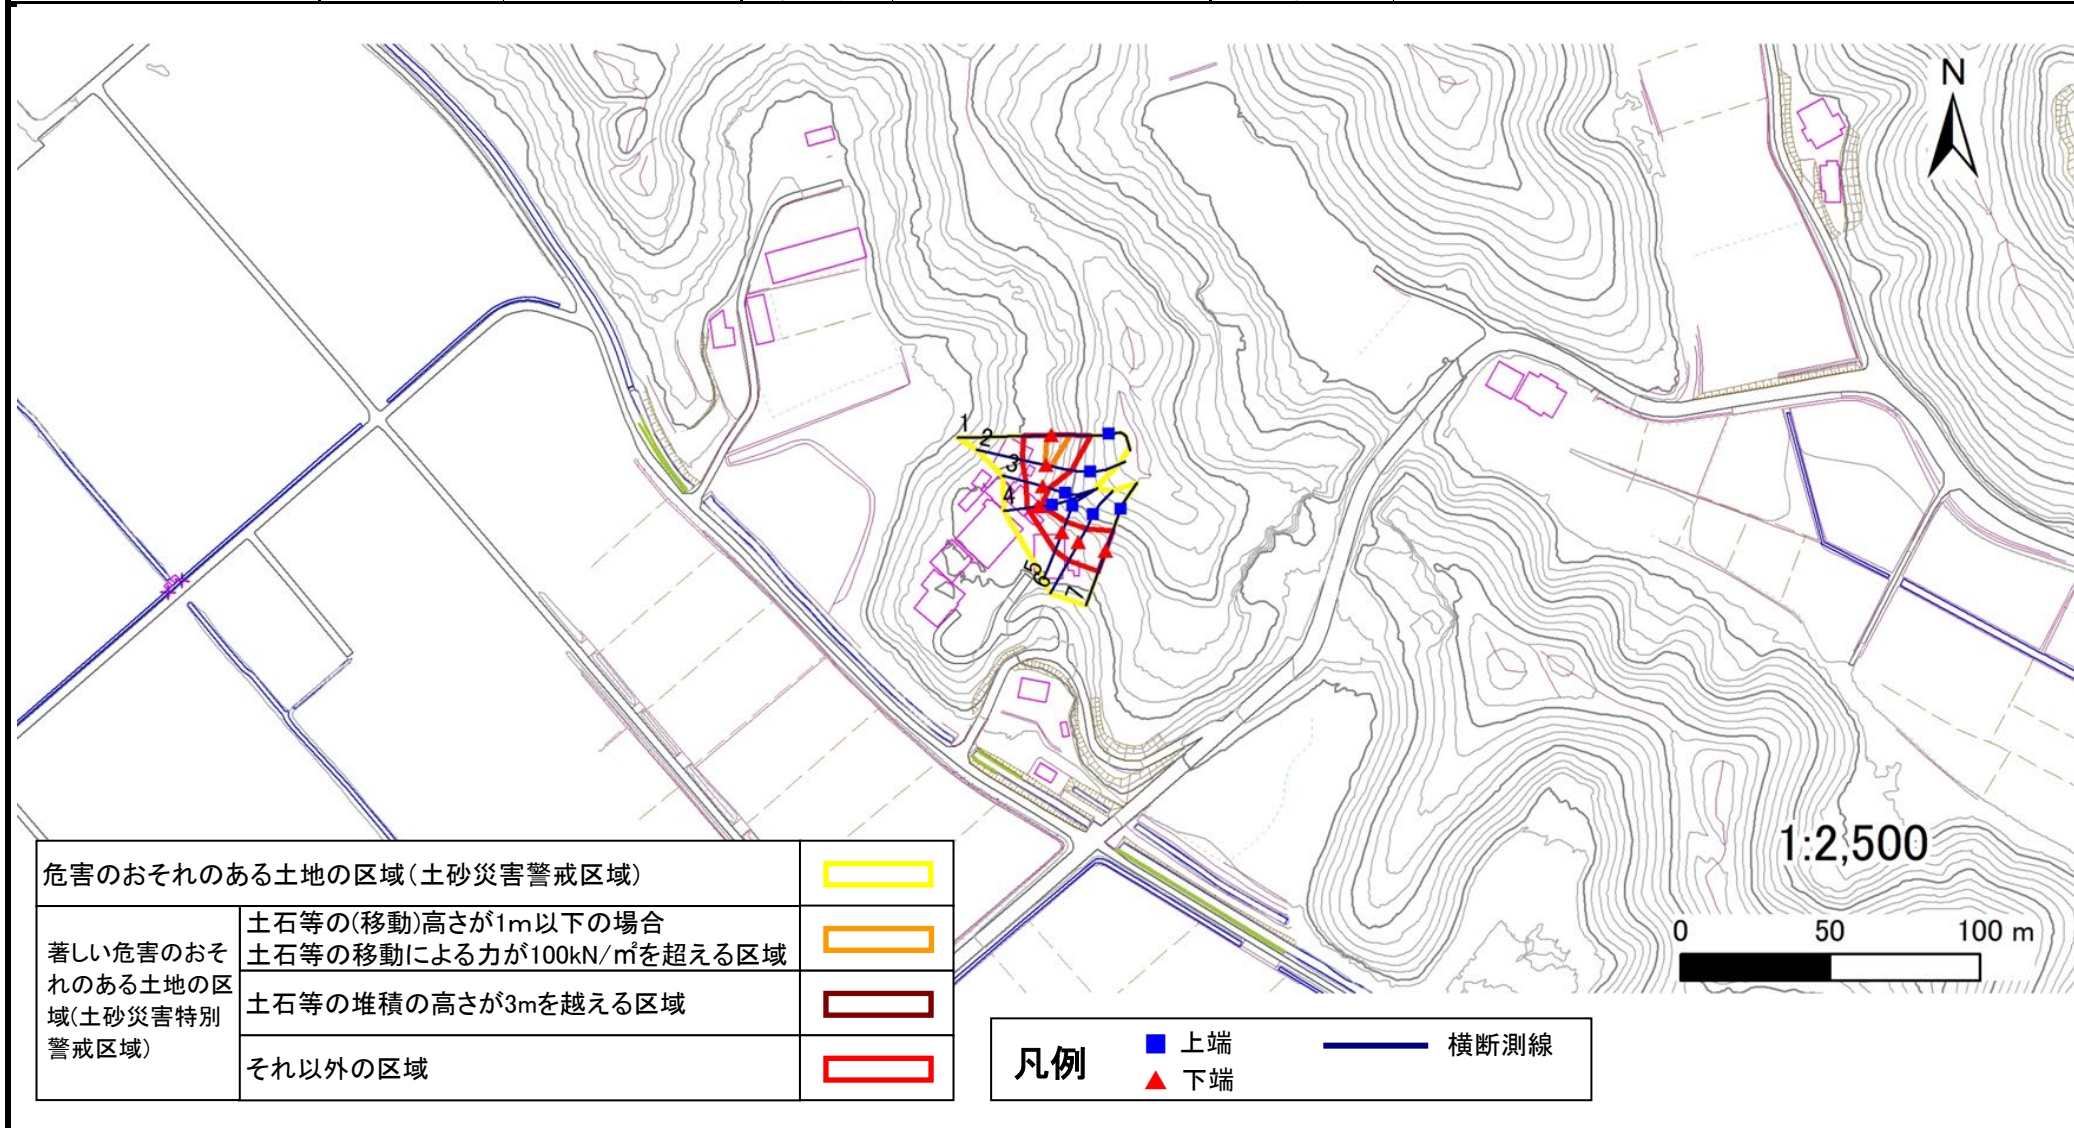 N
1
2
3
4
5
6
7
1:2,500
0 50 100 m
危害のおそれのある土地の区域(土砂災害警戒区域)
著しい危害のおそ
れのある土地の区
域(土砂災害特別
警戒区域)
土石等の(移動)高さが1m以下の場合
土石等の移動による力が100kN/㎡を超える区域
土石等の堆積の高さが3mを越える区域
それ以外の区域
凡例
上端
下端
横断測線